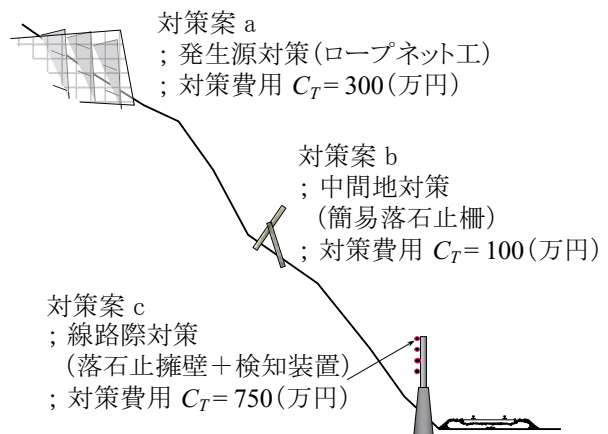 対策案 a
; 発生源対策(ロープネット工)
; 対策費用 C_T = 300(万円)
対策案 b
; 中間地対策
(簡易落石止柵)
; 対策費用 C_T = 100(万円)
対策案 c
; 線路際対策
(落石止擁壁+検知装置)
; 対策費用 C_T = 750(万円)